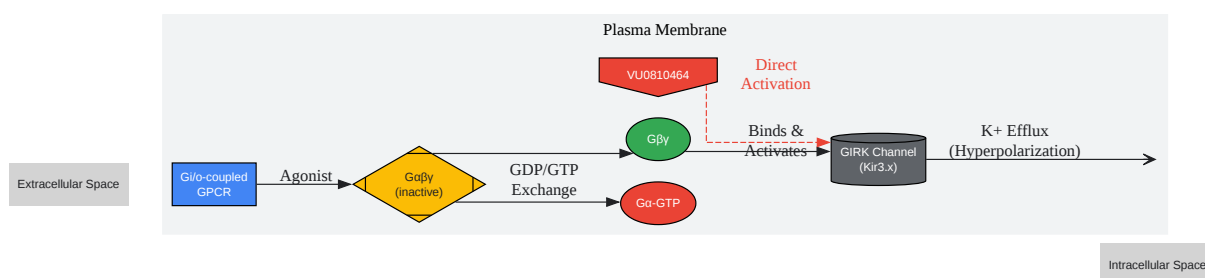 Plasma Membrane
VU0810464
Direct
Activation
Gβγ
Binds &
Activates
GIRK Channel
(Kir3.x)
K+ Efflux
(Hyperpolarization)
Extracellular Space
Gi/o-coupled
GPCR
Agonist
Gαβγ
(inactive)
GDP/GTP
Exchange
Gα-GTP
Intracellular Space